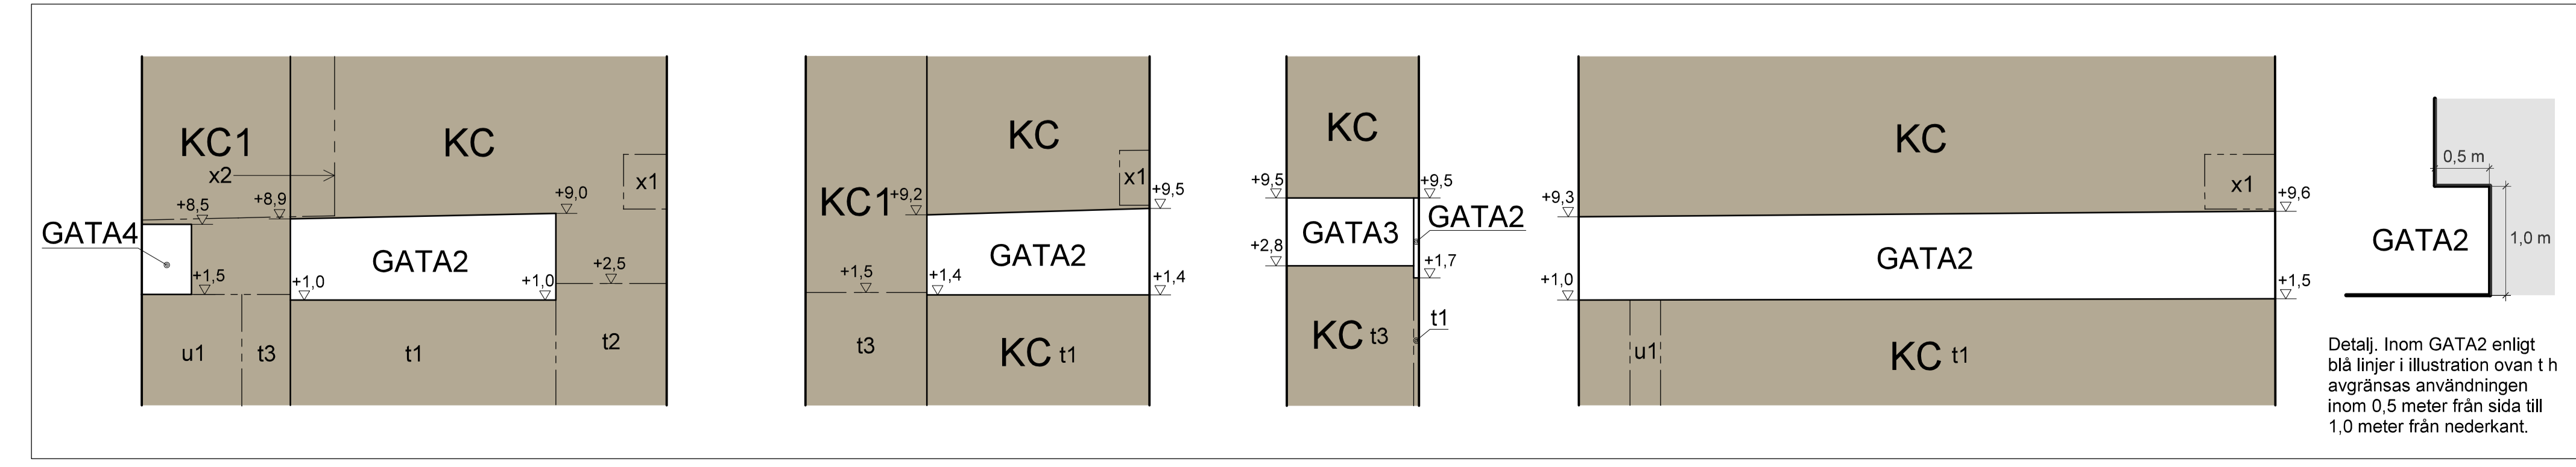 KC1
KC
x2
x1
+8,5
+8,9
+9,0
GATA4
GATA2
+1,5
+1,0
+1,0
+2,5
u1
t3
t1
t2
KC
x1
KC1
+9,2
+9,5
GATA2
+1,5
+1,4
+1,4
t3
KC t1
KC
+9,5
+9,5
GATA3
GATA2
+2,8
+1,7
KC t3
t1
KC
x1
+9,3
+9,6
GATA2
+1,0
+1,5
u1
KC t1
0,5 m
GATA2
1,0 m
Detalj. Inom GATA2 enligt
blå linjer i illustration ovan t h
avgränsas användningen
inom 0,5 meter från sida till
1,0 meter från nederkant.